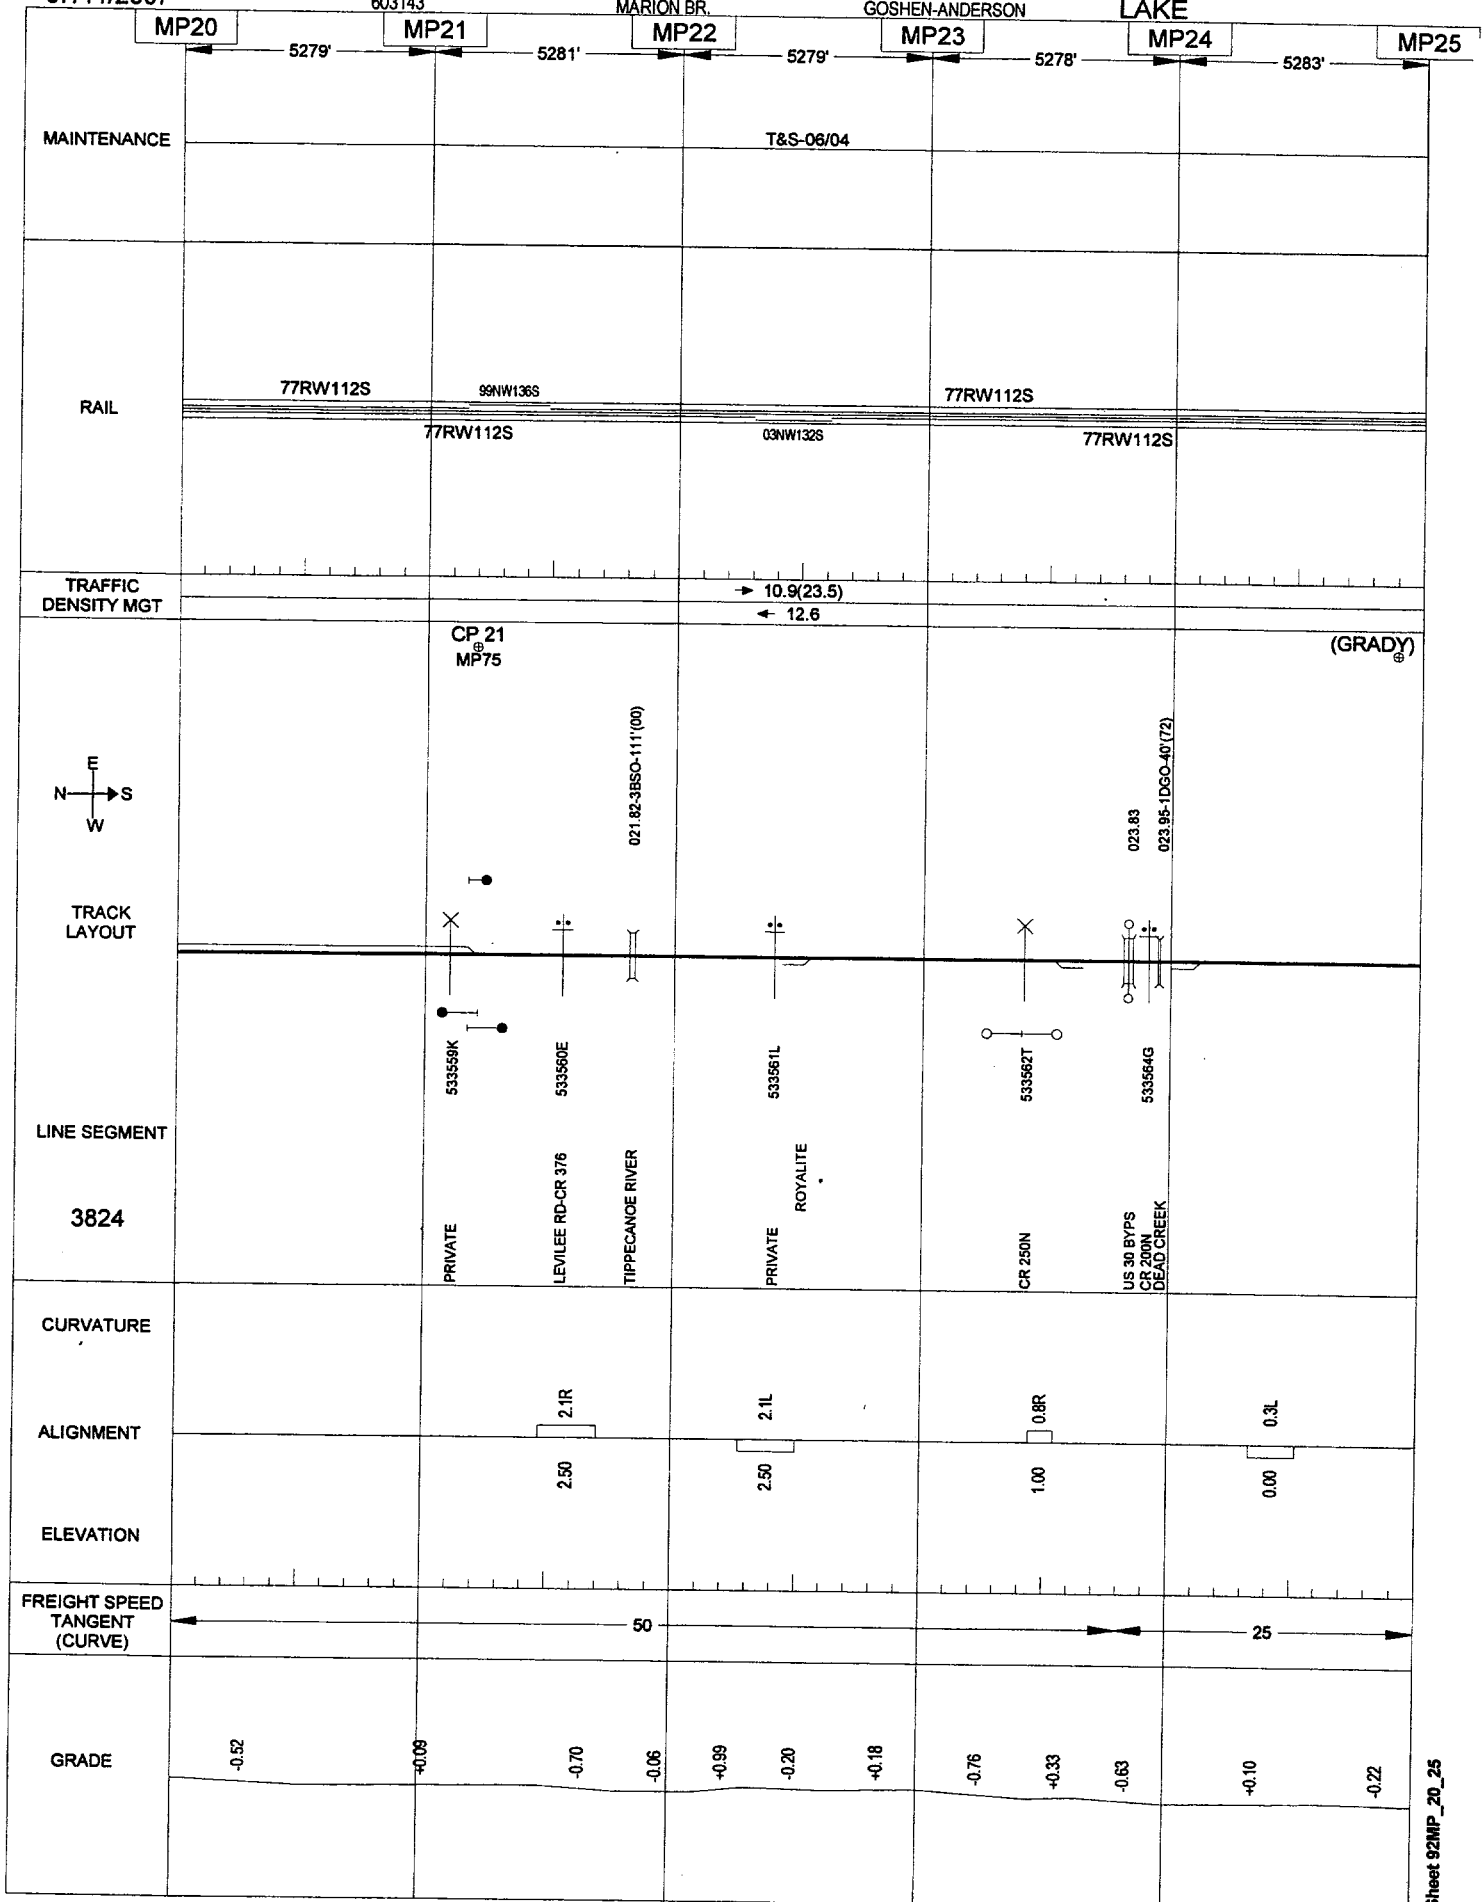 603143 MARION BR. GOSHEN-ANDERSON LAKE
MP20 MP21 MP22 MP23 MP24 MP25
5279' 5281' 5279' 5278' 5283'
MAINTENANCE T&S-06/04
77RW112S 99NW136S 77RW112S
RAIL
77RW112S 03NW132S 77RW112S
TRAFFIC
DENSITY MGT
10.9(23.5)
12.6
CP 21
MP75
(GRADY)
E
N S
W
021.82-3BSO-111'(00)
023.83
023.95-1DGO-40'(72)
TRACK
LAYOUT
533559K
533560E
533561L
533562T
533564G
LINE SEGMENT
3824
PRIVATE
LEVILEE RD-CR 376
TIPPECANOE RIVER
PRIVATE
ROYALITE
CR 250N
US 30 BYPS
CR 200N
DEAD CREEK
CURVATURE
2.1R 2.1L 0.8R 0.3L
ALIGNMENT
2.50 2.50 1.00 0.00
ELEVATION
FREIGHT SPEED
TANGENT
(CURVE)
50 25
GRADE
-0.52 +0.09 -0.70 -0.06 +0.99 -0.20 +0.18 -0.76 +0.33 -0.63 +0.10 -0.22
Sheet 92MP_20_25